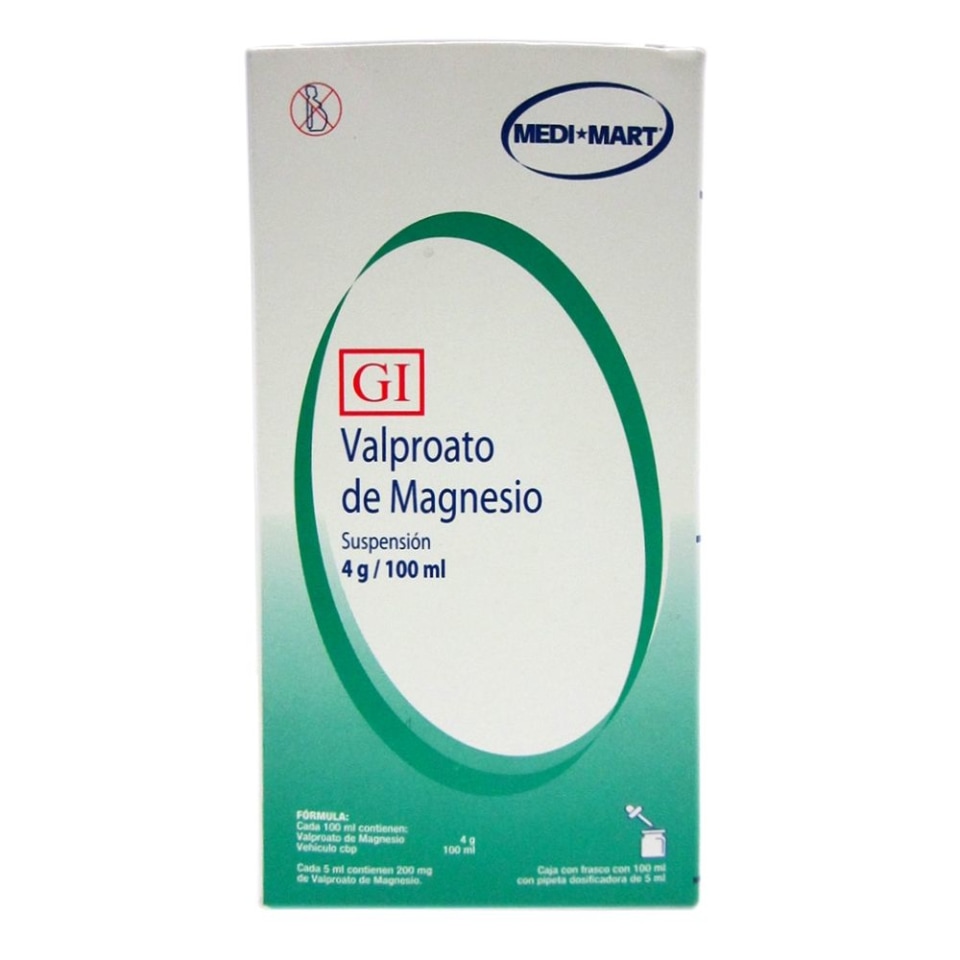 MEDI★MART
GI
Valproato
de Magnesio
Suspensión
4 g / 100 ml
FÓRMULA:
Cada 100 ml contienen:
Valproato de Magnesio 4 g
Vehículo cbp 100 ml
Cada 5 ml contienen 200 mg
de Valproato de Magnesio.
Caja con frasco con 100 ml
con pipeta dosificadora de 5 ml